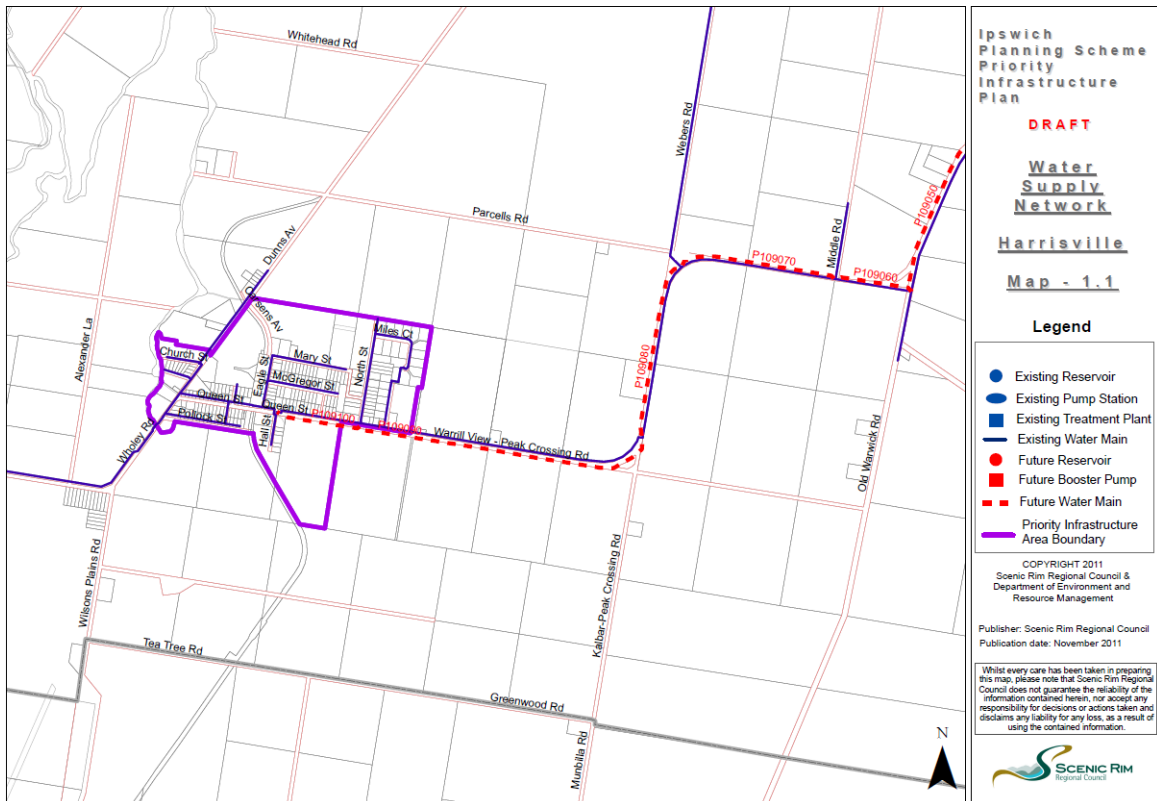 Whitehead Rd
Webers Rd
Parcells Rd
Middle Rd
P109050
P109070
P109060
Dunns Av
Carsens Av
Alexander La
Church St
Miles Ct
Mary St
Eagle St
North St
McGregor St
P109080
Queen St
Queen St
P109100
Pollock St
Hall St
Wholey Rd
Warrill View - Peak Crossing Rd
Old Warwick Rd
Wilsons Plains Rd
Kalbar-Peak Crossing Rd
Tea Tree Rd
Greenwood Rd
Munbilla Rd
N
Ipswich
Planning Scheme
Priority
Infrastructure
Plan
DRAFT
Water
Supply
Network
Harrisville
Map - 1.1
Legend
Existing Reservoir
Existing Pump Station
Existing Treatment Plant
Existing Water Main
Future Reservoir
Future Booster Pump
Future Water Main
Priority Infrastructure
Area Boundary
COPYRIGHT 2011
Scenic Rim Regional Council &
Department of Environment and
Resource Management
Publisher: Scenic Rim Regional Council
Publication date: November 2011
Whilst every care has been taken in preparing
this map, please note that Scenic Rim Regional
Council does not guarantee the reliability of the
information contained herein, nor accept any
responsibility for decisions or actions taken and
disclaims any liability for any loss, as a result of
using the contained information.
SCENIC RIM
Regional Council